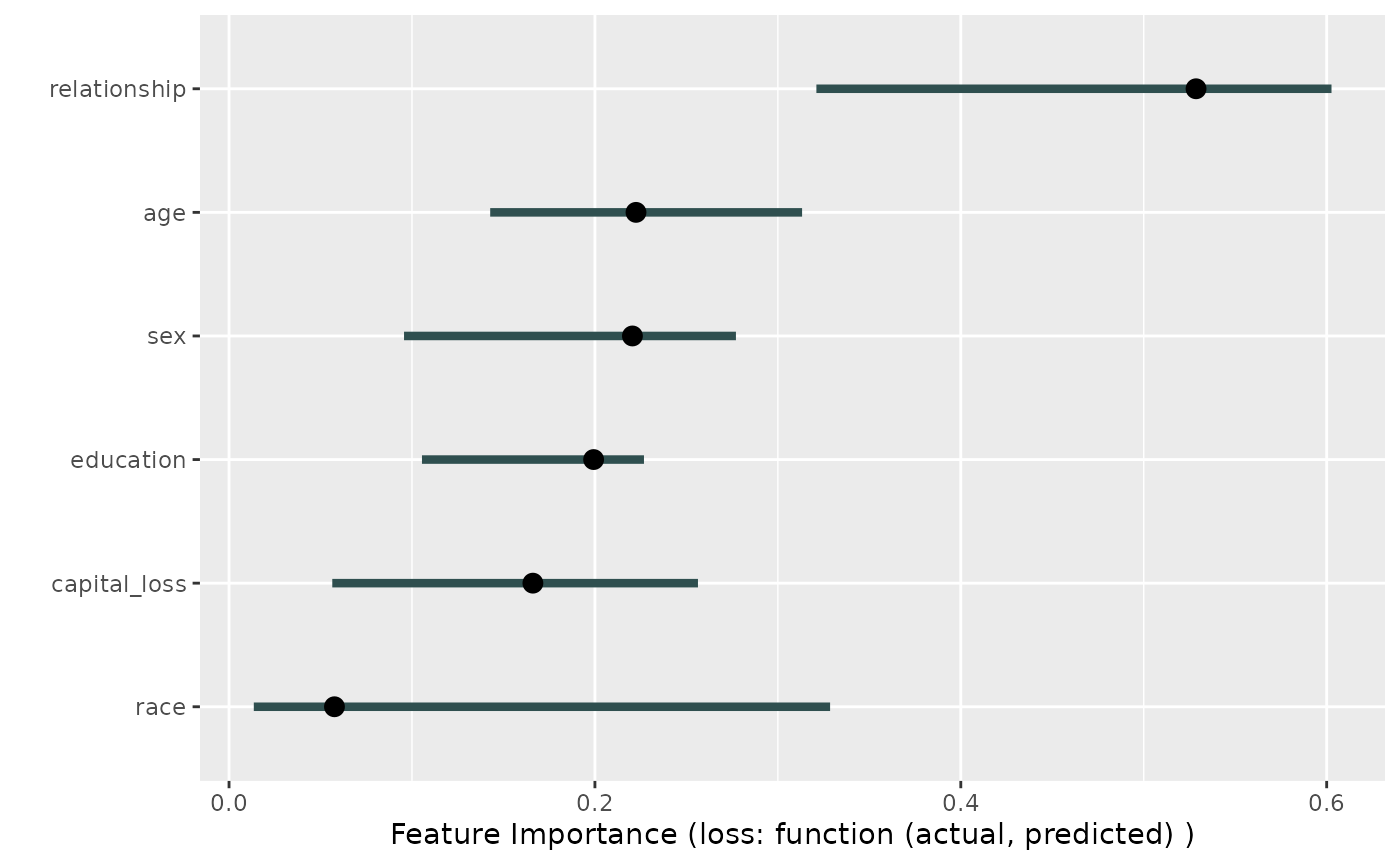 relationship
age
sex
education
capital_loss
race
0.0 0.2 0.4 0.6
Feature Importance (loss: function (actual, predicted) )